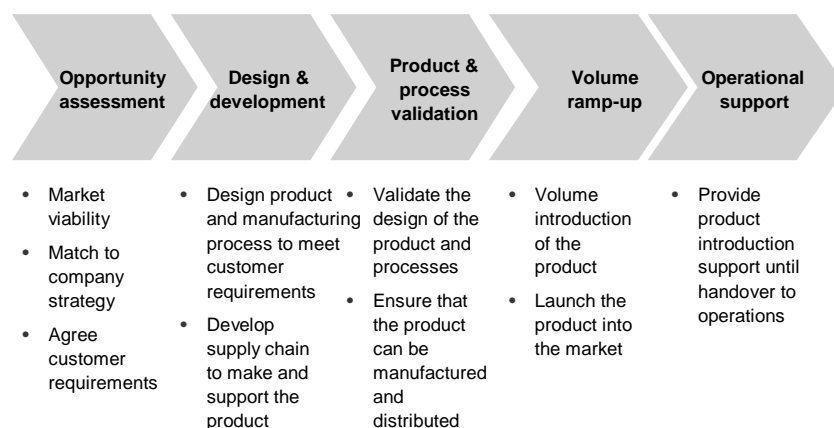 Opportunity
assessment
Design &
development
Product &
process
validation
Volume
ramp-up
Operational
support
• Market
viability
• Match to
company
strategy
• Agree
customer
requirements
• Design product
and manufacturing
process to meet
customer
requirements
• Develop
supply chain
to make and
support the
product
• Validate the
design of the
product and
processes
• Ensure that
the product
can be
manufactured
and
distributed
• Volume
introduction
of the
product
• Launch the
product into
the market
• Provide
product
introduction
support until
handover to
operations